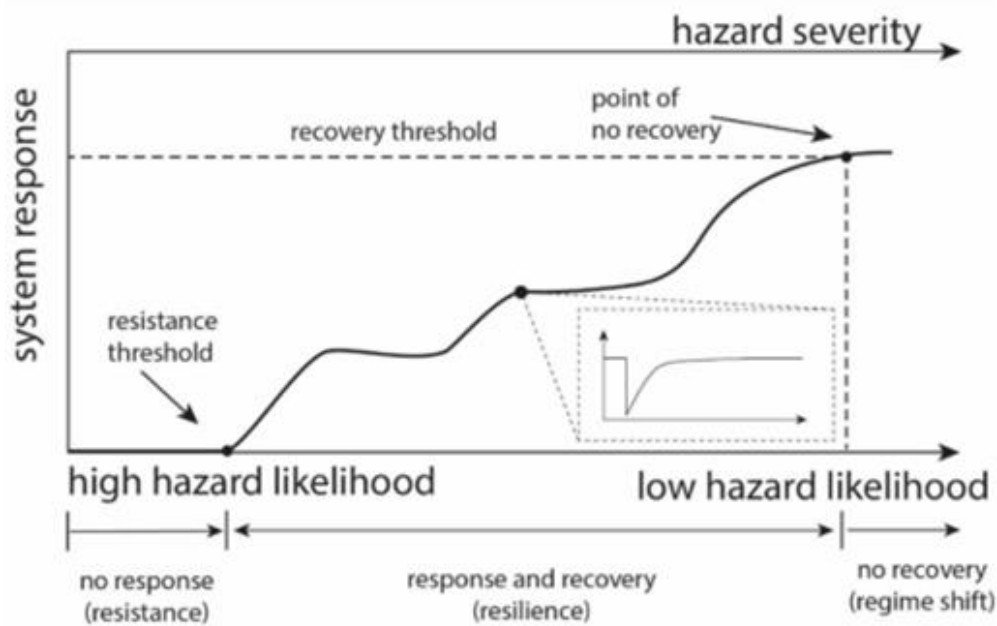 hazard severity
point of
no recovery
recovery threshold
system response
resistance
threshold
high hazard likelihood
low hazard likelihood
no response
(resistance)
response and recovery
(resilience)
no recovery
(regime shift)